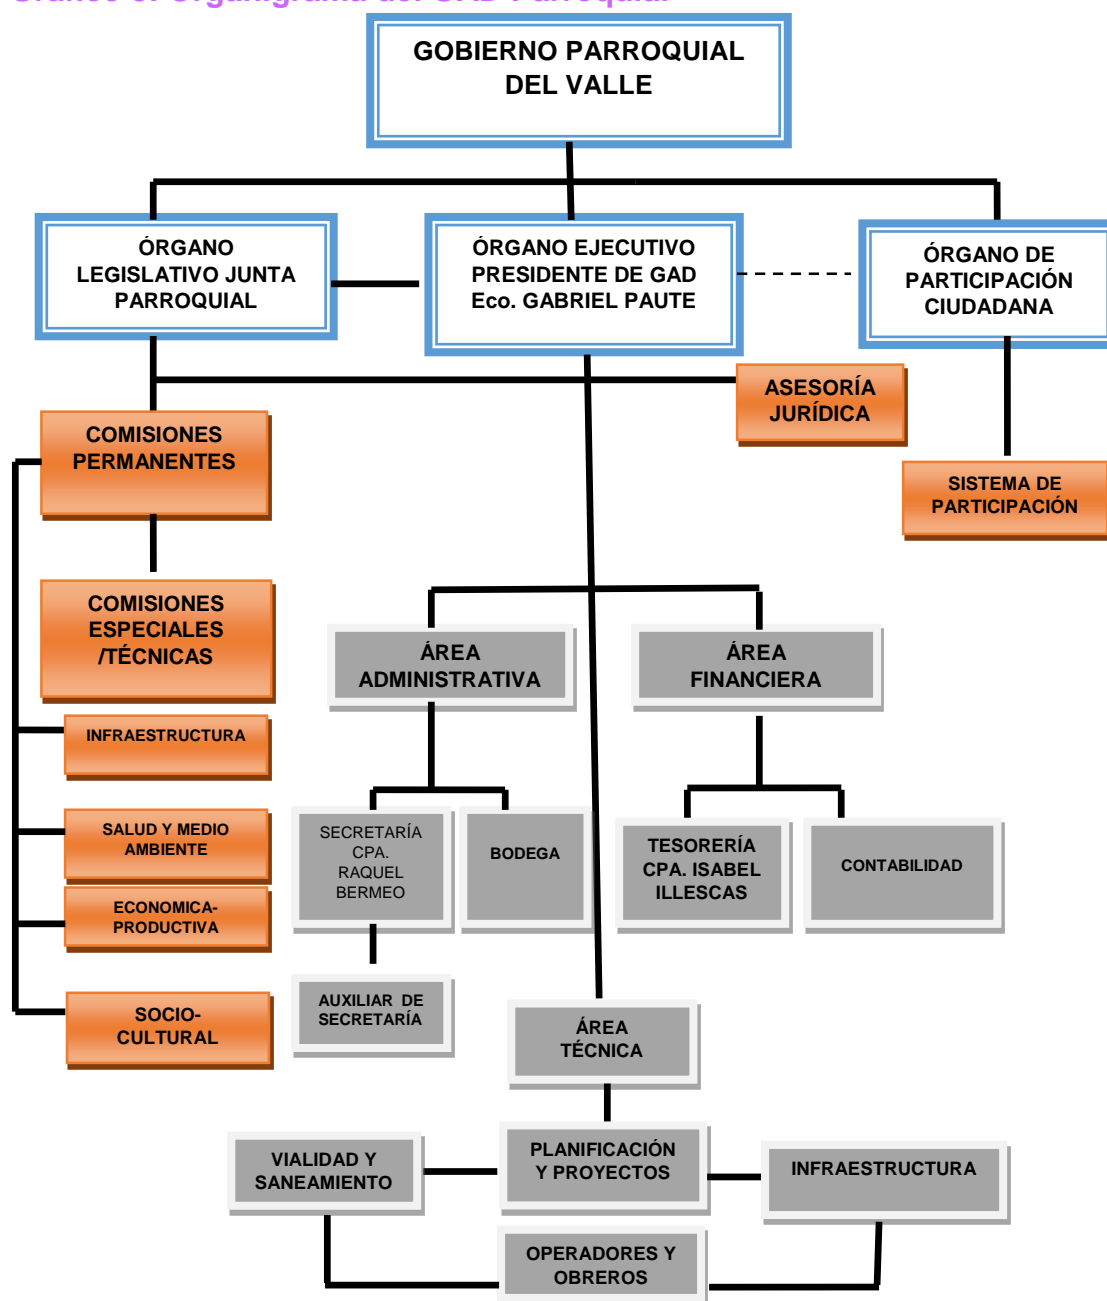 GOBIERNO PARROQUIAL
DEL VALLE
ÓRGANO
LEGISLATIVO JUNTA
PARROQUIAL
ÓRGANO EJECUTIVO
PRESIDENTE DE GAD
Eco. GABRIEL PAUTE
ÓRGANO DE
PARTICIPACIÓN
CIUDADANA
ASESORÍA
JURÍDICA
COMISIONES
PERMANENTES
SISTEMA DE
PARTICIPACIÓN
COMISIONES
ESPECIALES
/TÉCNICAS
ÁREA
ADMINISTRATIVA
ÁREA
FINANCIERA
INFRAESTRUCTURA
SALUD Y MEDIO
AMBIENTE
ECONOMICA-
PRODUCTIVA
SOCIO-
CULTURAL
SECRETARÍA
CPA.
RAQUEL
BERMEO
BODEGA
TESORERÍA
CPA. ISABEL
ILLESCAS
CONTABILIDAD
AUXILIAR DE
SECRETARÍA
ÁREA
TÉCNICA
VIALIDAD Y
SANEAMIENTO
PLANIFICACIÓN
Y PROYECTOS
INFRAESTRUCTURA
OPERADORES Y
OBREROS